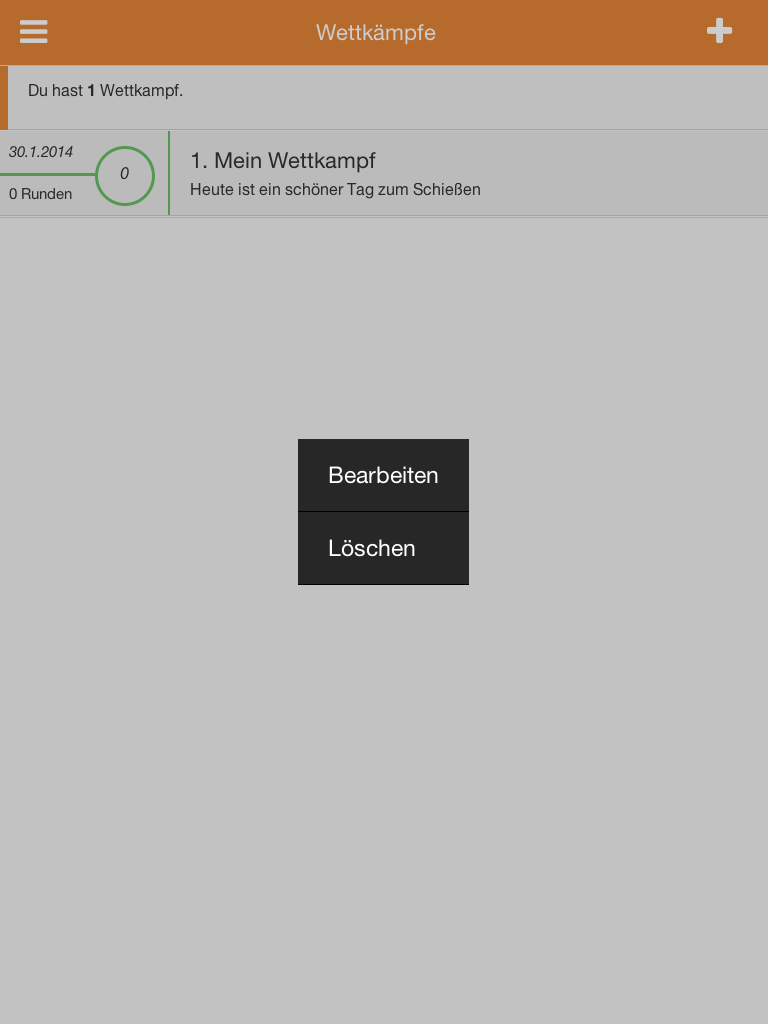 Wettkämpfe
Du hast 1 Wettkampf.
30.1.2014
0
0 Runden
1. Mein Wettkampf
Heute ist ein schöner Tag zum Schießen
Bearbeiten
Löschen